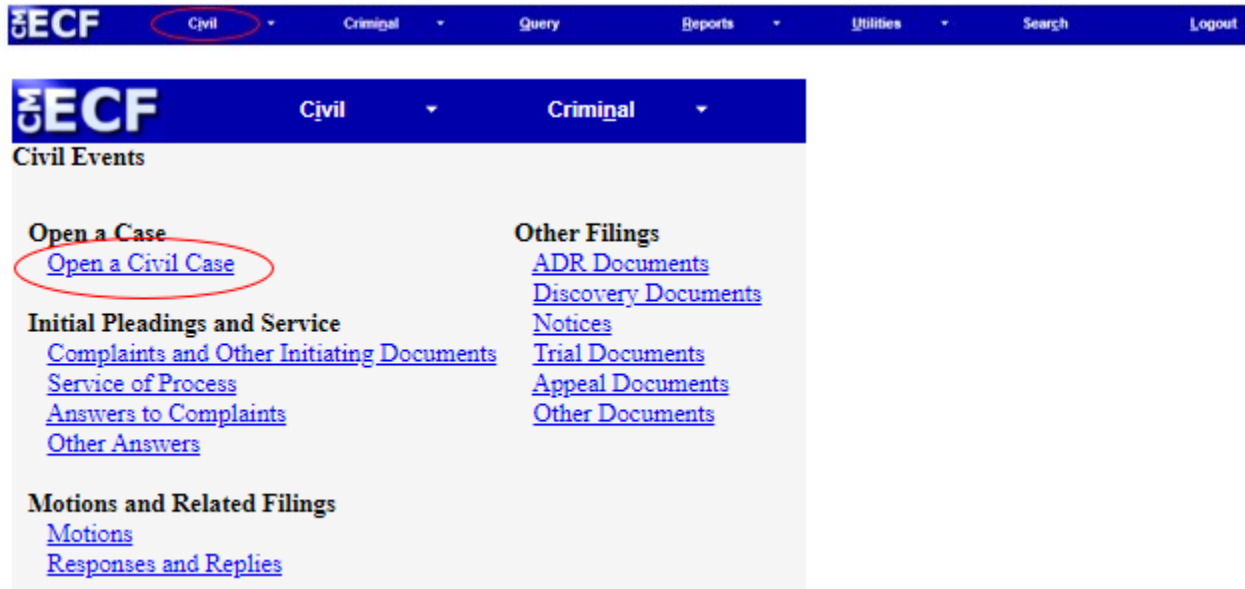 CM ECF Civil Criminal Query Reports Utilities Search Logout
CM ECF Civil Criminal
Civil Events
Open a Case
Open a Civil Case
Initial Pleadings and Service
Complaints and Other Initiating Documents
Service of Process
Answers to Complaints
Other Answers
Motions and Related Filings
Motions
Responses and Replies
Other Filings
ADR Documents
Discovery Documents
Notices
Trial Documents
Appeal Documents
Other Documents